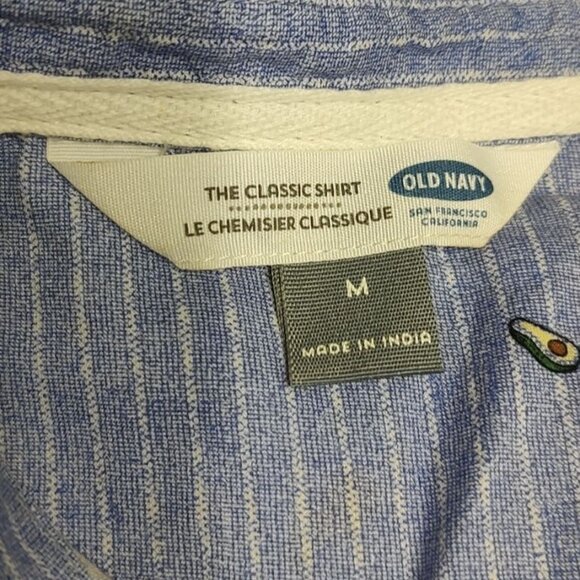 THE CLASSIC SHIRT
LE CHEMISIER CLASSIQUE
OLD NAVY
SAN FRANCISCO
CALIFORNIA
M
MADE IN INDIA